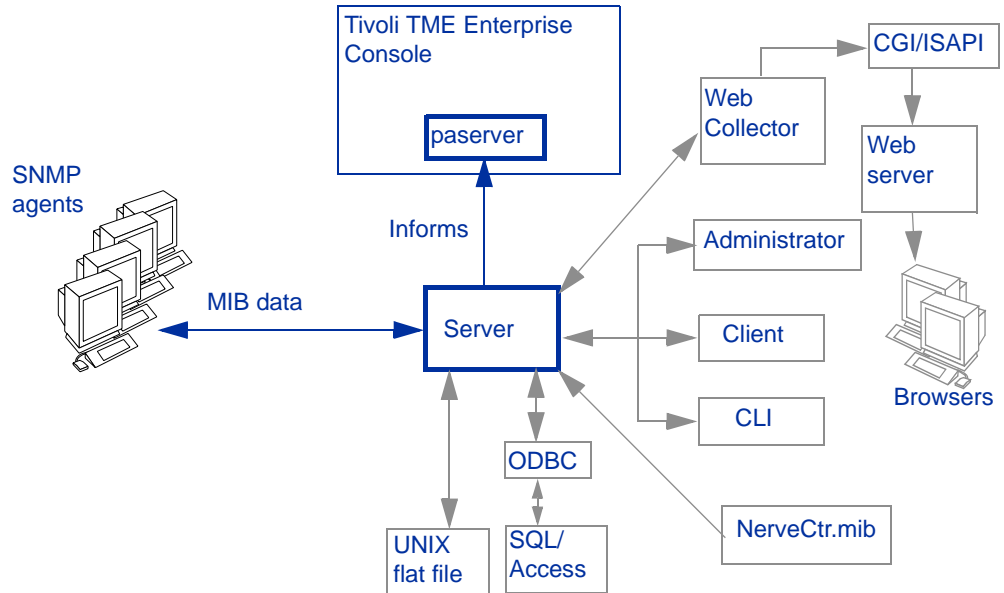 Tivoli TME Enterprise
Console
paserver
CGI/ISAPI
Web
Collector
Web
server
SNMP
agents
Informs
Administrator
MIB data
Server
Client
Browsers
CLI
ODBC
NerveCtr.mib
UNIX
flat file
SQL/
Access